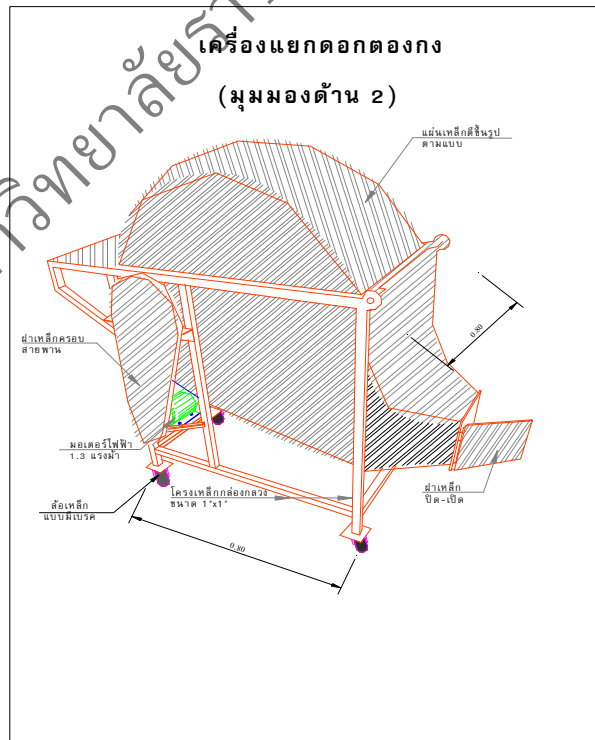 เครื่องแยกดอกตองกง
(มุมมองด้าน 2)
แผ่นเหล็กตีขึ้นรูป
ตามแบบ
0.80
ฝาเหล็กครอบ
สายพาน
มอเตอร์ไฟฟ้า
1.3 แรงม้า
ล้อเหล็ก
แบบมีเบรค
โครงเหล็กกล่องกลวง
ขนาด 1"x1"
ฝาเหล็ก
ปิด-เปิด
0.80